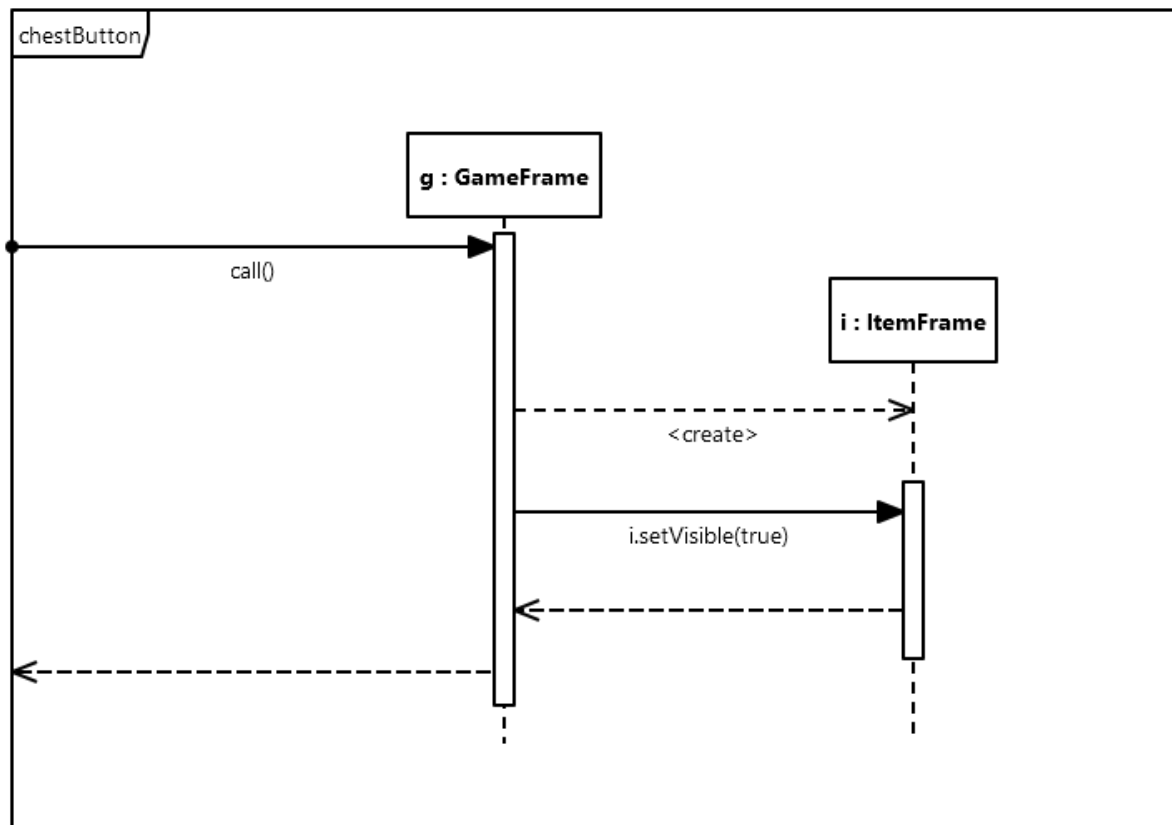 chestButton
g : GameFrame
call()
i : ItemFrame
<create>
i.setVisible(true)